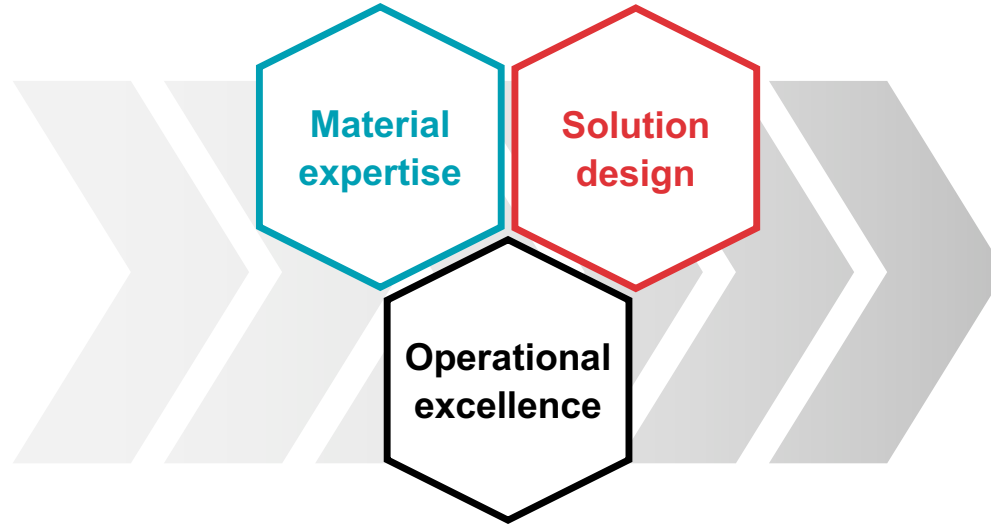 Material
expertise
Solution
design
Operational
excellence